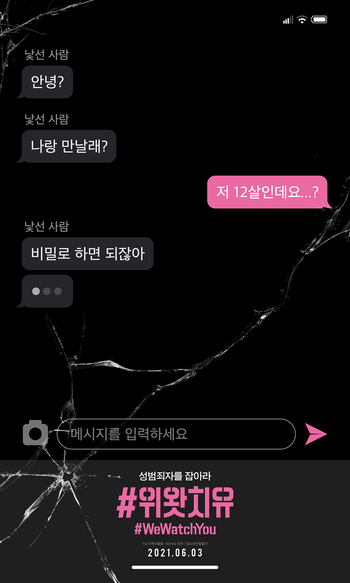 낯선 사람
안녕?
낯선 사람
나랑 만날래?
저 12살인데요...?
낯선 사람
비밀로 하면 되잖아
메시지를 입력하세요
성범죄자를 잡아라
#위왓치유
#WeWatchYou
2021.06.03